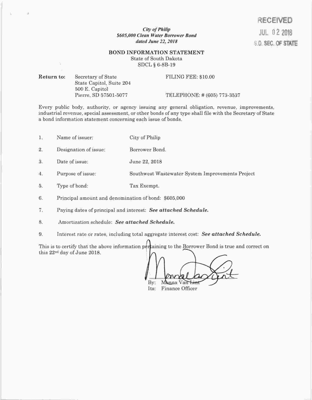 RECEIVED
JUL 02 2018
S.D. SEC. OF STATE
City of Philip
$605,000 Clean Water Borrower Bond
dated June 22, 2018
BOND INFORMATION STATEMENT
State of South Dakota
SDCL § 6-8B-19
Return to: Secretary of State FILING FEE: $10.00
State Capitol, Suite 204
500 E. Capitol
Pierre, SD 57501-5077 TELEPHONE: # (605) 773-3537
Every public body, authority, or agency issuing any general obligation, revenue, improvements,
industrial revenue, special assessment, or other bonds of any type shall file with the Secretary of State
a bond information statement concerning each issue of bonds.
1. Name of issuer: City of Philip
2. Designation of issue: Borrower Bond.
3. Date of issue: June 22, 2018
4. Purpose of issue: Southwest Wastewater System Improvements Project
5. Type of bond: Tax Exempt.
6. Principal amount and denomination of bond: $605,000
7. Paying dates of principal and interest: See attached Schedule.
8. Amortization schedule: See attached Schedule.
9. Interest rate or rates, including total aggregate interest cost: See attached Schedule.
This is to certify that the above information pertaining to the Borrower Bond is true and correct on
this 22nd day of June 2018.
By: Monna Van Lint
Its: Finance Officer